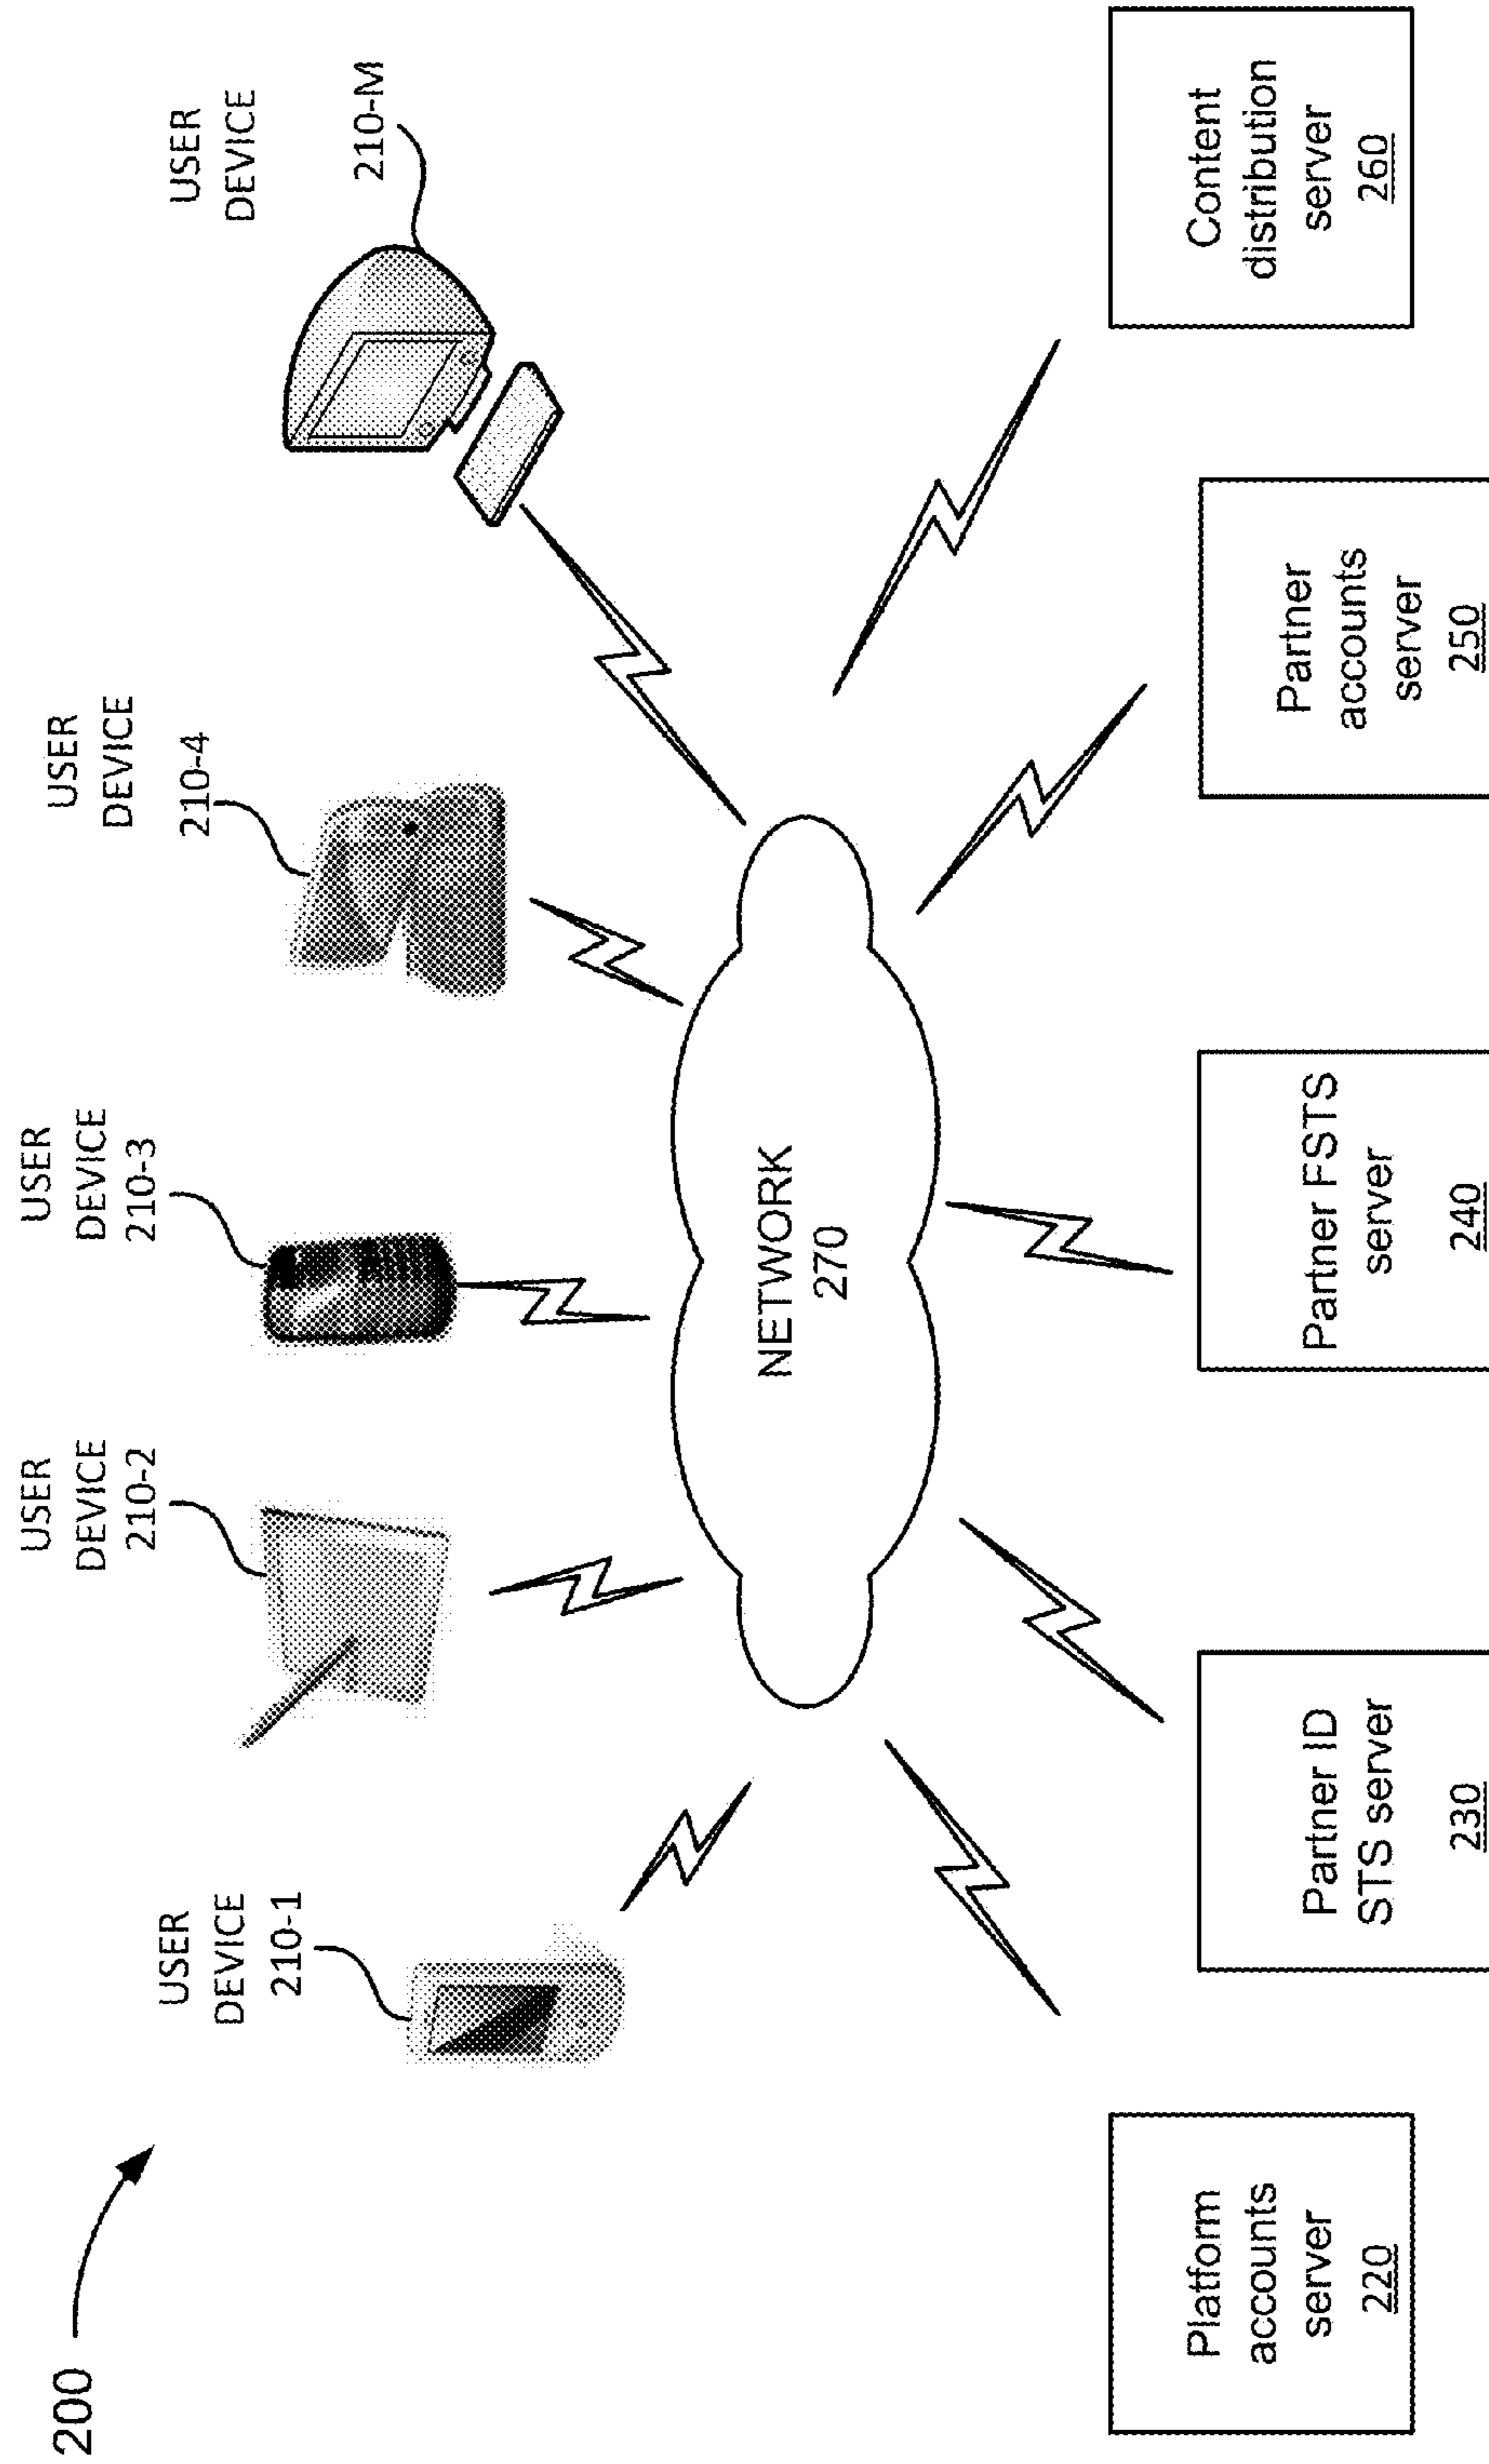 200
USER
DEVICE
210-1
USER
DEVICE
210-2
USER
DEVICE
210-3
USER
DEVICE
210-4
USER
DEVICE
210-M
NETWORK
270
Platform
accounts
server
220
Partner ID
STS server
230
Partner FSTS
server
240
Partner
accounts
server
250
Content
distribution
server
260